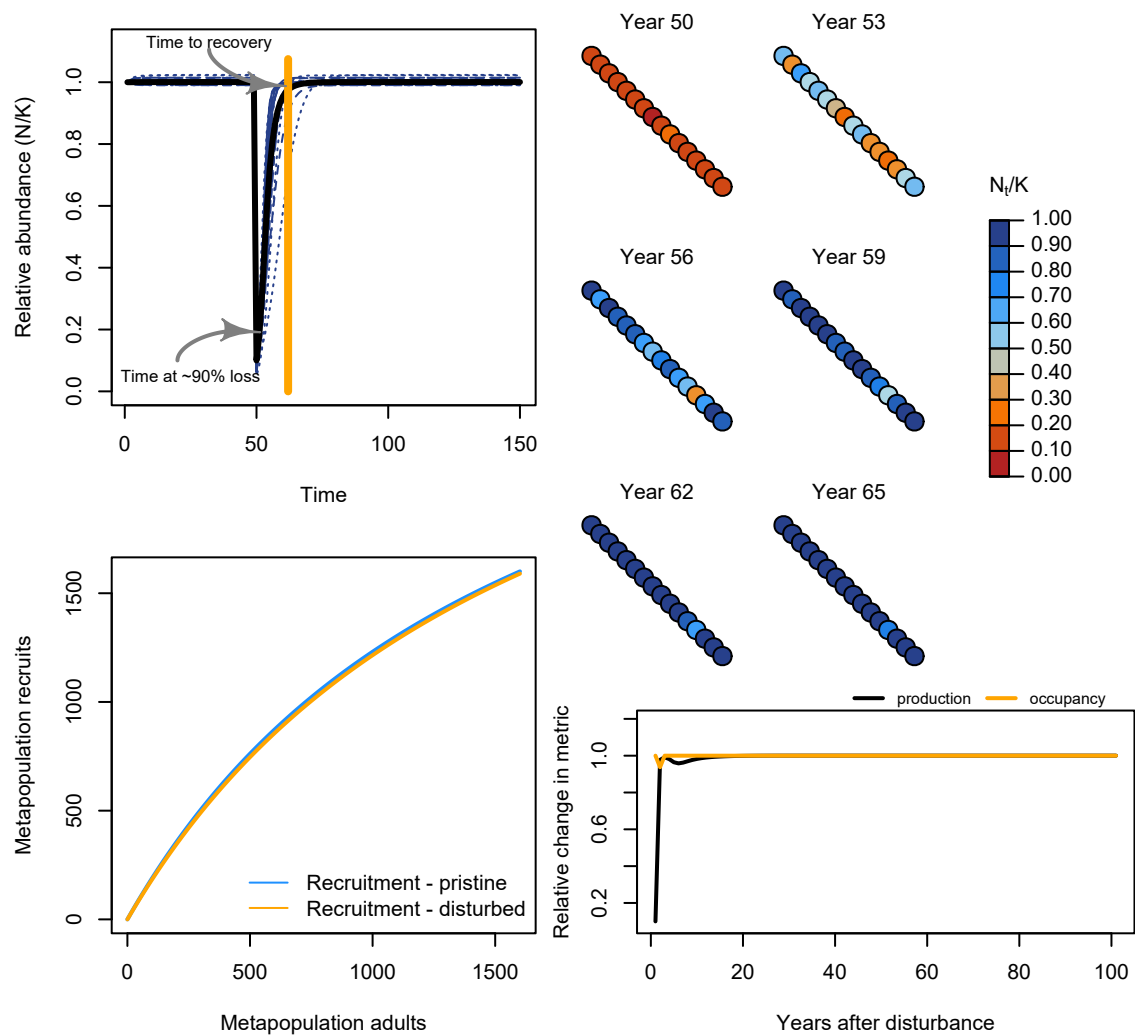 Time to recovery
Time at ~90% loss
Relative abundance (N/K)
0.0
0.2
0.4
0.6
0.8
1.0
0
50
100
150
Time
Year 50
Year 53
Year 56
Year 59
Year 62
Year 65
Nt/K
1.00
0.90
0.80
0.70
0.60
0.50
0.40
0.30
0.20
0.10
0.00
Metapopulation recruits
0
500
1000
1500
Recruitment - pristine
Recruitment - disturbed
0
500
1000
1500
Metapopulation adults
production
occupancy
Relative change in metric
0.2
0.6
1.0
0
20
40
60
80
100
Years after disturbance